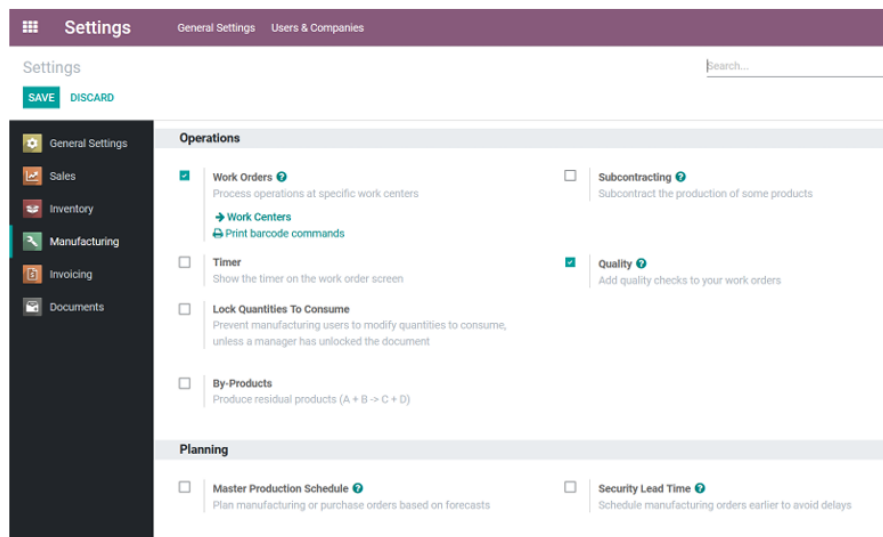 Settings General Settings Users & Companies
Settings
Search...
SAVE DISCARD
General Settings
Sales
Inventory
Manufacturing
Invoicing
Documents
Operations
Work Orders
Process operations at specific work centers
Work Centers
Print barcode commands
Subcontracting
Subcontract the production of some products
Timer
Show the timer on the work order screen
Quality
Add quality checks to your work orders
Lock Quantities To Consume
Prevent manufacturing users to modify quantities to consume,
unless a manager has unlocked the document
By-Products
Produce residual products (A + B -> C + D)
Planning
Master Production Schedule
Plan manufacturing or purchase orders based on forecasts
Security Lead Time
Schedule manufacturing orders earlier to avoid delays